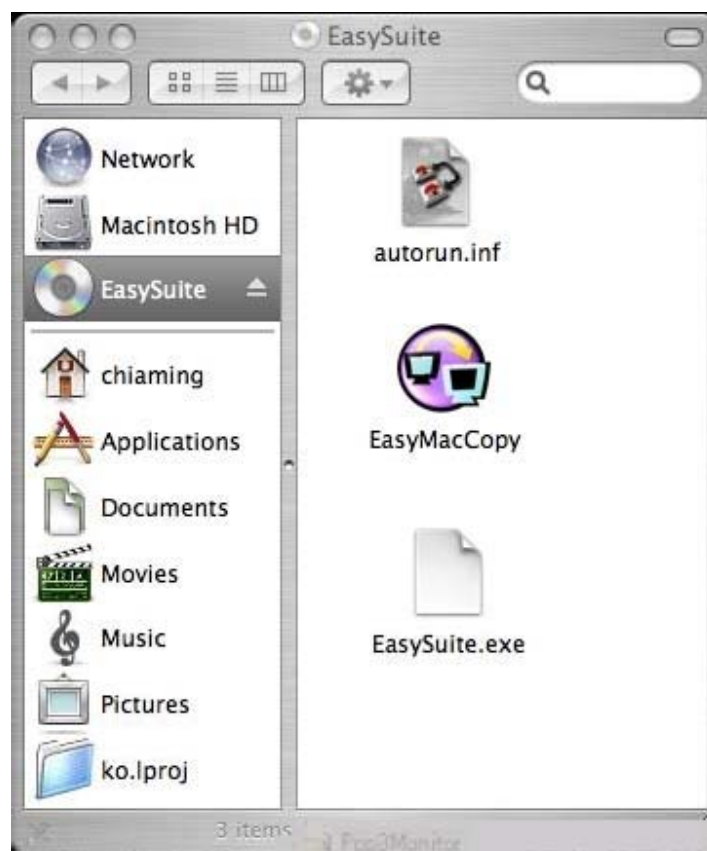 EasySuite
Network
Macintosh HD
EasySuite
chiaming
Applications
Documents
Movies
Music
Pictures
ko.lproj
autorun.inf
EasyMacCopy
EasySuite.exe
3 items
Pop3Monitor